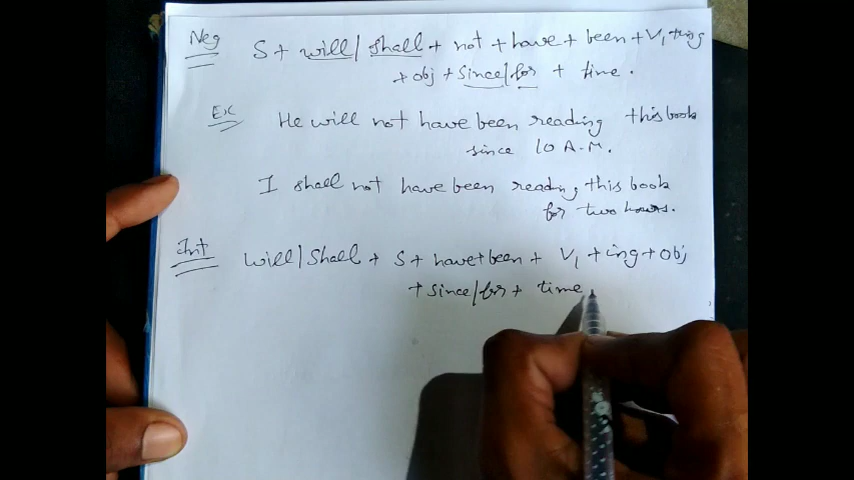 Neg S + will/shall + not + have + been + V1 + ing
+ obj + since/for + time.
Ex He will not have been reading this book
since 10 A.M.
I shall not have been reading this book
for two hours.
Int Will/Shall + S + have + been + V1 + ing + obj
+ since/for + time